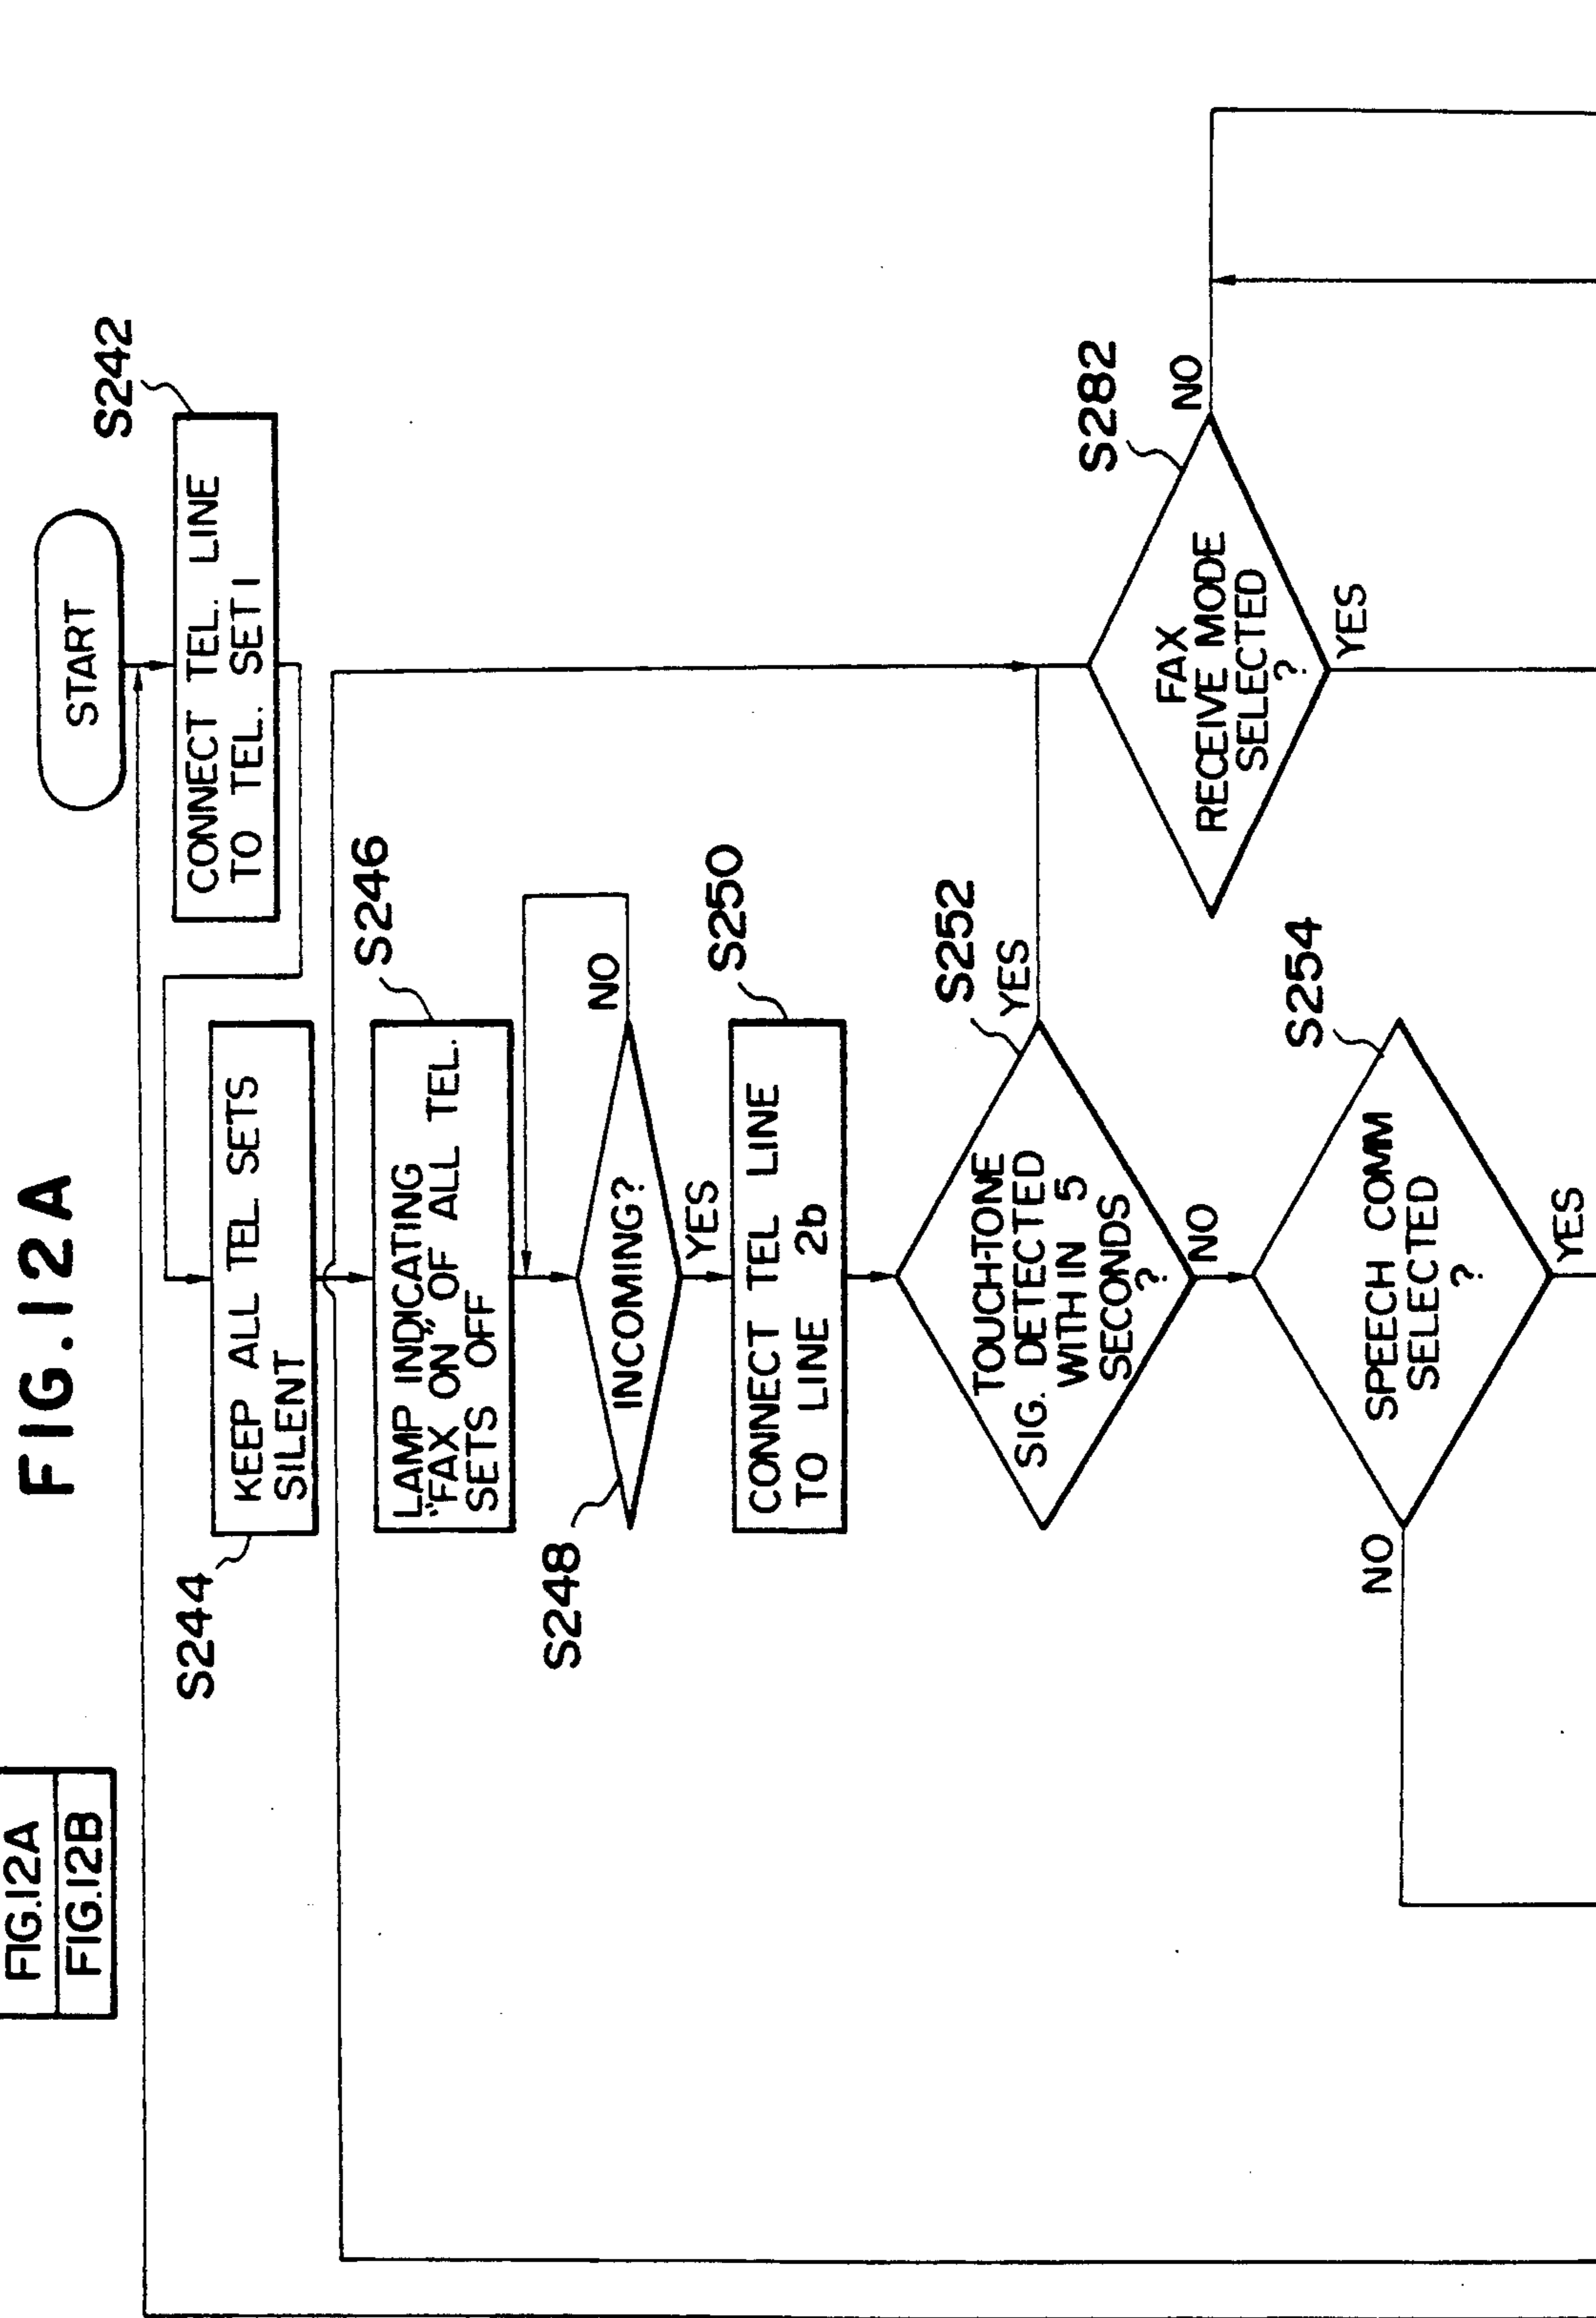 FIG.12A
FIG.12A
FIG.12B
START
S242
CONNECT TEL. LINE
TO TEL. SET 1
S244
KEEP ALL TEL SETS
SILENT
S246
LAMP INDICATING
"FAX ON" OF ALL TEL.
SETS OFF
S248
INCOMING?
NO
YES
S250
CONNECT TEL LINE
TO LINE 2b
S252
TOUCH-TONE
SIG. DETECTED
WITH IN 5
SECONDS
?
YES
NO
S254
SPEECH COMM
SELECTED
?
NO
YES
S282
FAX
RECEIVE MODE
SELECTED
?
NO
YES